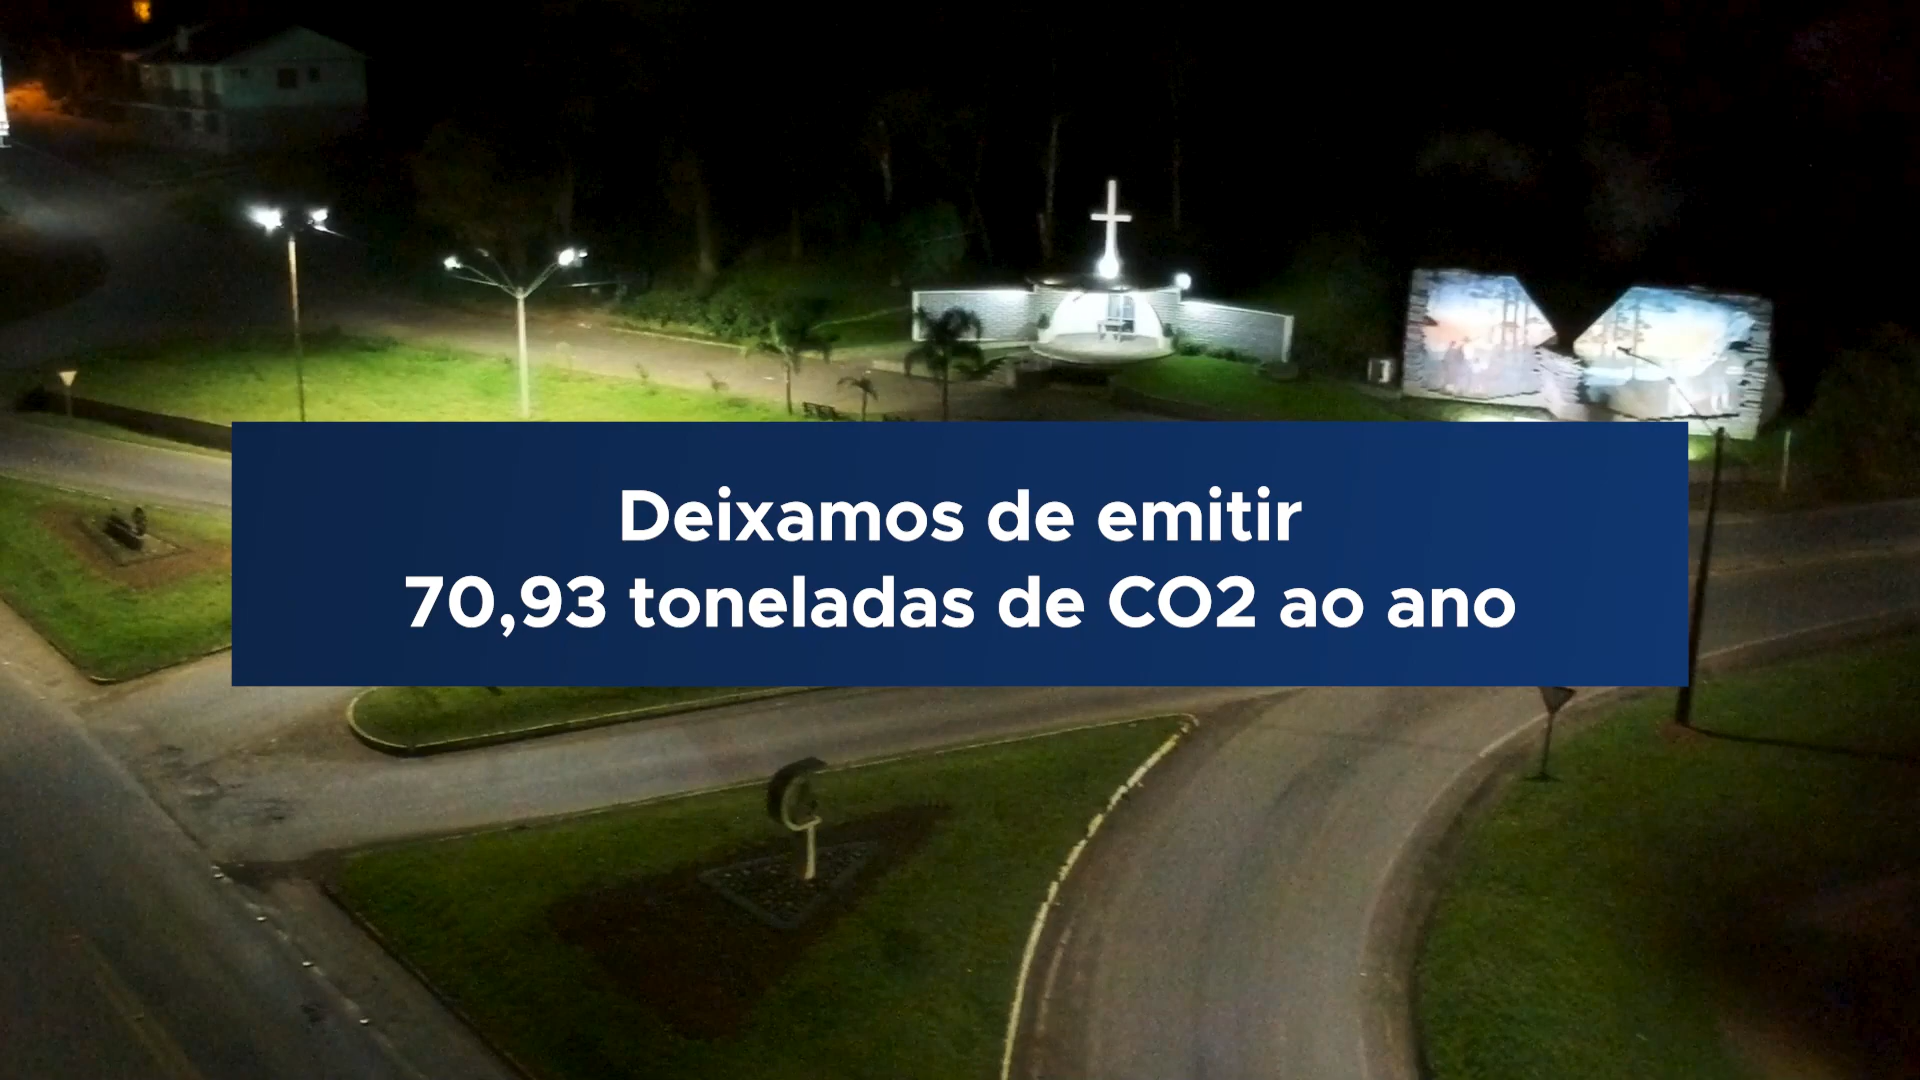 Deixamos de emitir
70,93 toneladas de CO2 ao ano